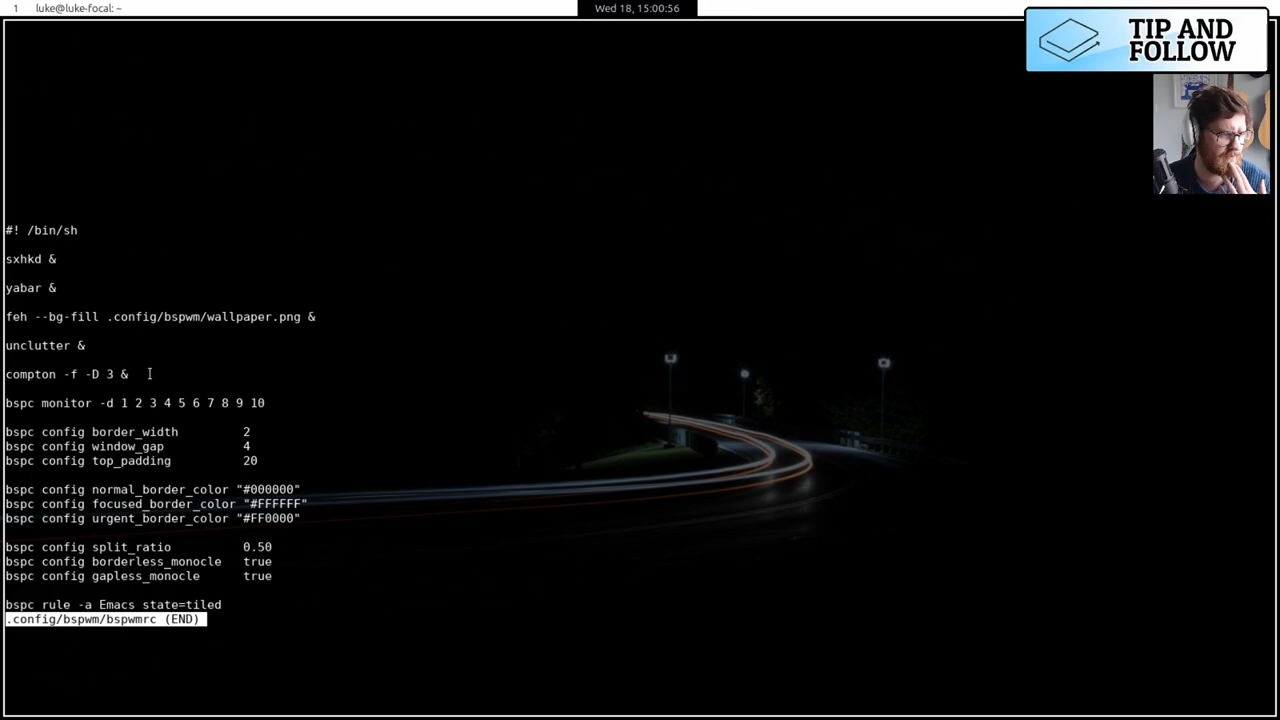 1 luke@luke-focal: ~
Wed 18, 15:00:56
TIP AND
FOLLOW
#! /bin/sh
sxhkd &
yabar &
feh --bg-fill .config/bspwm/wallpaper.png &
unclutter &
compton -f -D 3 &
bspc monitor -d 1 2 3 4 5 6 7 8 9 10
bspc config border_width 2
bspc config window_gap 4
bspc config top_padding 20
bspc config normal_border_color "#000000"
bspc config focused_border_color "#FFFFFF"
bspc config urgent_border_color "#FF0000"
bspc config split_ratio 0.50
bspc config borderless_monocle true
bspc config gapless_monocle true
bspc rule -a Emacs state=tiled
.config/bspwm/bspwmrc (END)